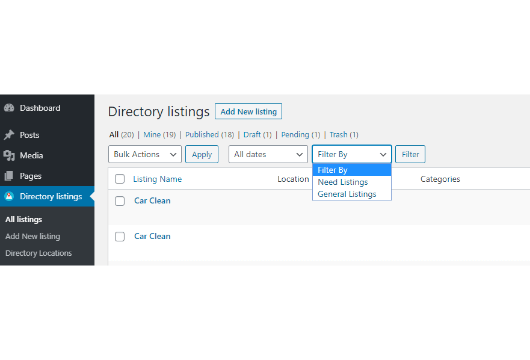 Dashboard
Posts
Media
Pages
Directory listings
All listings
Add New listing
Directory Locations
Directory listings Add New listing
All (20) | Mine (19) | Published (18) | Draft (1) | Pending (1) | Trash (1)
Bulk Actions Apply All dates Filter By Filter
Filter By
Need Listings
General Listings
Listing Name Location Categories
Car Clean
Car Clean